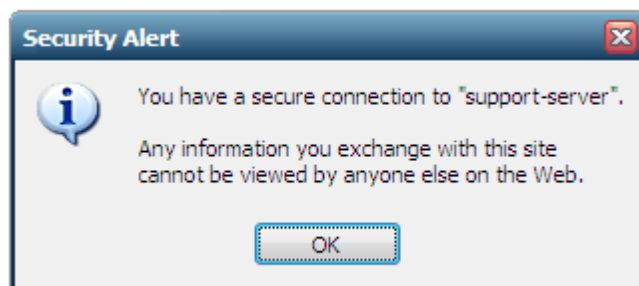 Security Alert
You have a secure connection to "support-server".
Any information you exchange with this site
cannot be viewed by anyone else on the Web.
OK